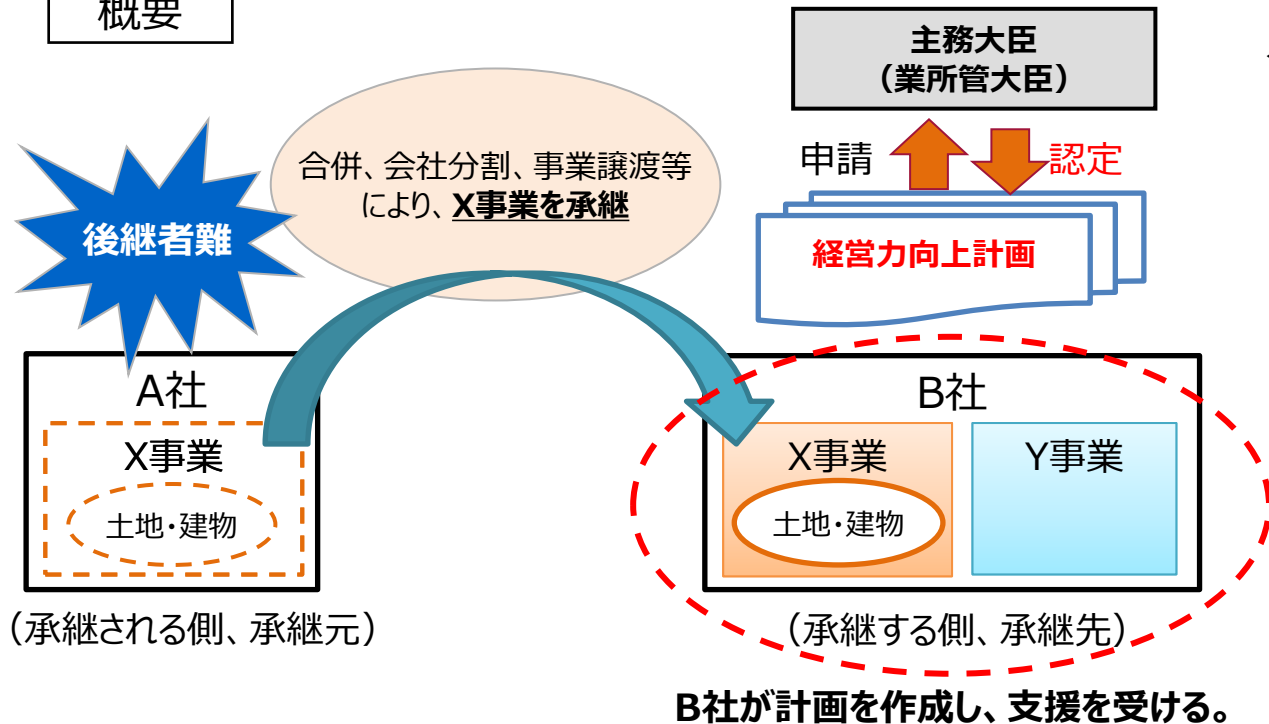 概要
主務大臣
（業所管大臣）
申請
認定
経営力向上計画
合併、会社分割、事業譲渡等
により、X事業を承継
後継者難
A社
X事業
土地・建物
（承継される側、承継元）
B社
X事業
土地・建物
Y事業
（承継する側、承継先）
B社が計画を作成し、支援を受ける。